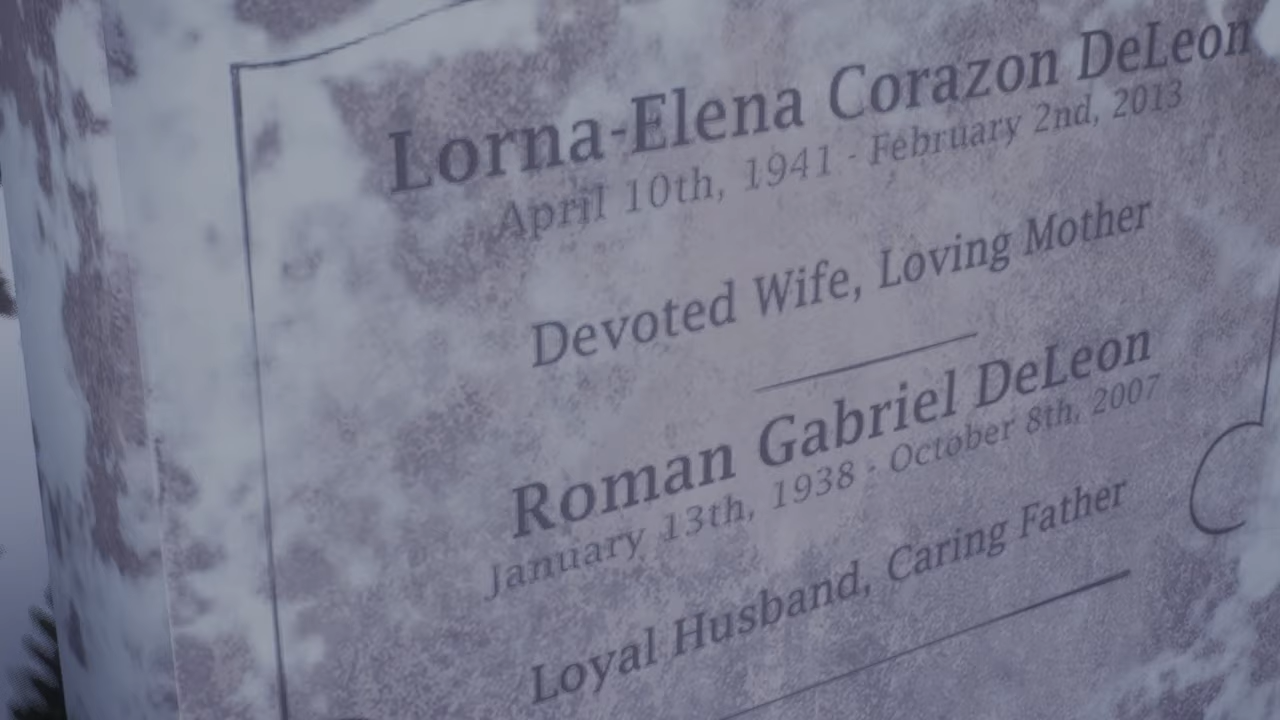 Lorna-Elena Corazon DeLeon
April 10th, 1941 - February 2nd, 2013
Devoted Wife, Loving Mother
Roman Gabriel DeLeon
January 13th, 1938 - October 8th, 2007
Loyal Husband, Caring Father